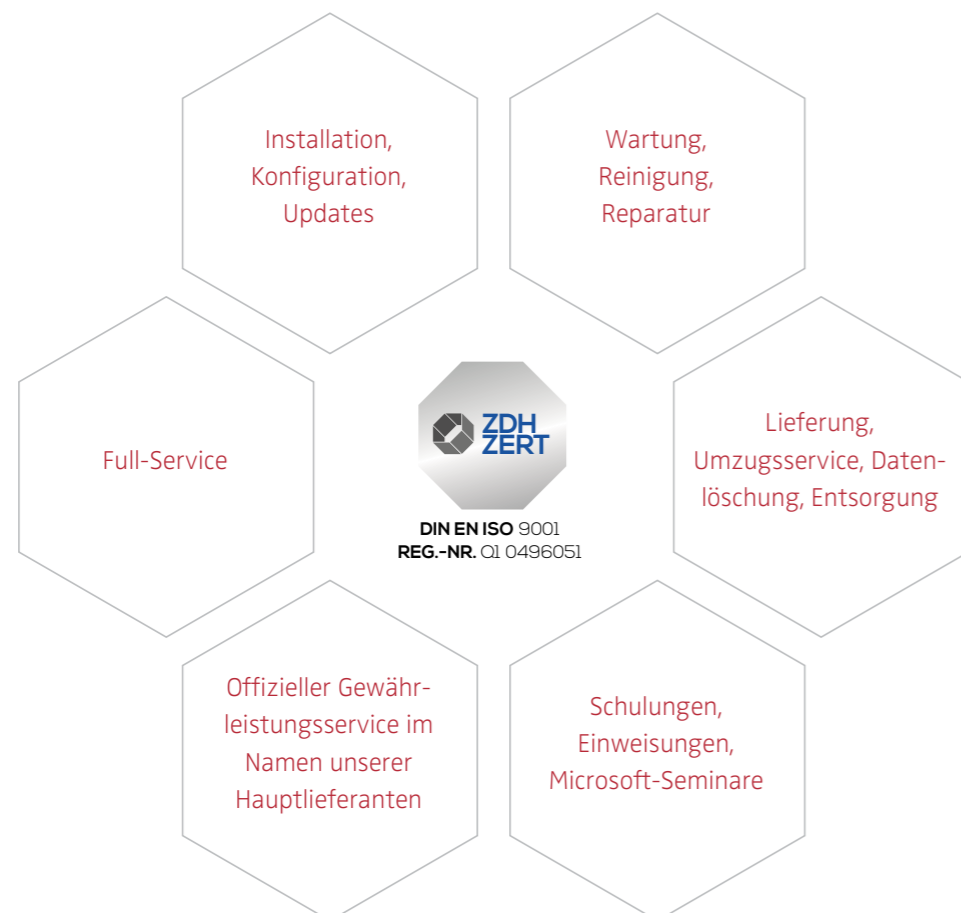 Installation,
Konfiguration,
Updates
Wartung,
Reinigung,
Reparatur
Full-Service
ZDH
ZERT
DIN EN ISO 9001
REG.-NR. Q1 0496051
Lieferung,
Umzugsservice, Daten-
löschung, Entsorgung
Offizieller Gewähr-
leistungsservice im
Namen unserer
Hauptlieferanten
Schulungen,
Einweisungen,
Microsoft-Seminare